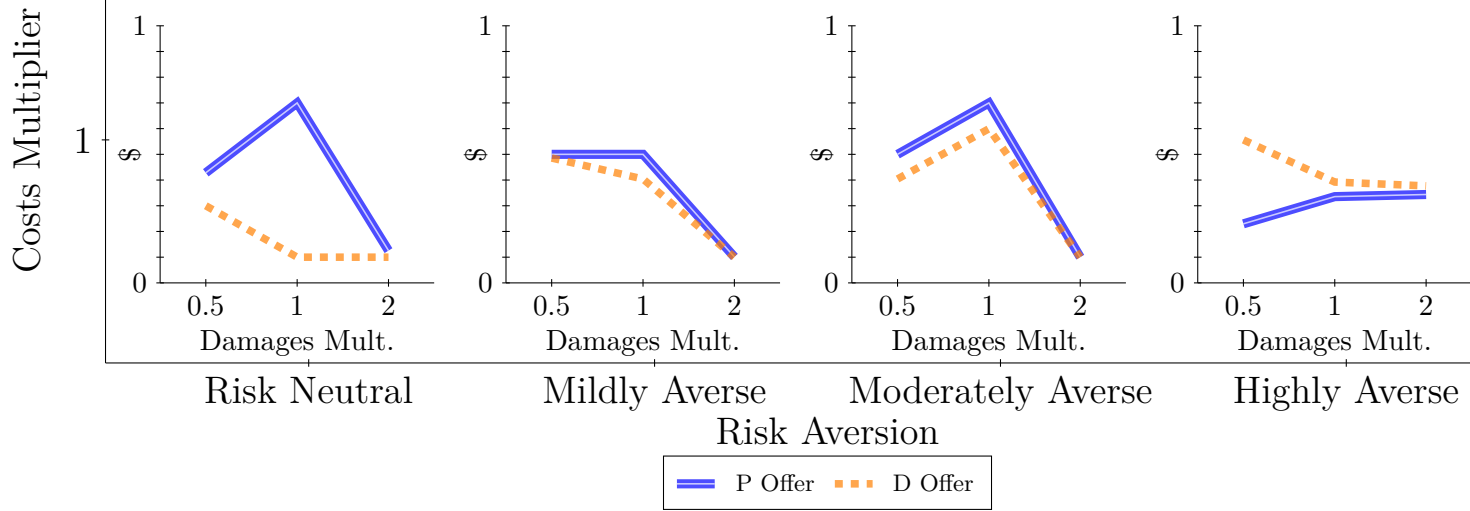 Costs Multiplier
1
1
$
0
0.5 1 2
Damages Mult.
1
$
0
0.5 1 2
Damages Mult.
1
$
0
0.5 1 2
Damages Mult.
1
$
0
0.5 1 2
Damages Mult.
Risk Neutral Mildly Averse Moderately Averse Highly Averse
Risk Aversion
P Offer D Offer